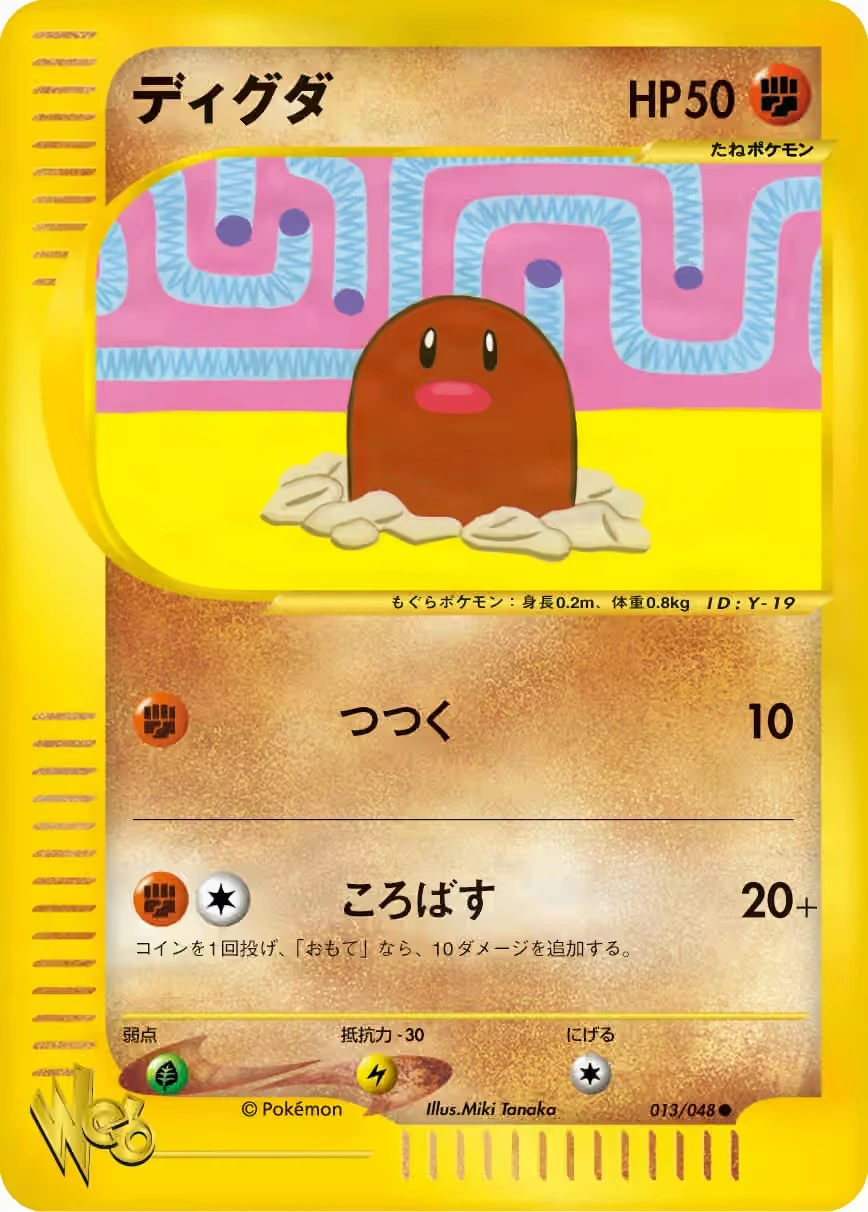 ディグダ HP50
たねポケモン
もぐらポケモン：身長0.2m、体重0.8kg ID:Y-19
つつく 10
ころばす 20+
コインを1回投げ、「おもて」なら、10ダメージを追加する。
弱点 抵抗力 -30 にげる
© Pokémon Illus.Miki Tanaka 013/048●
Web